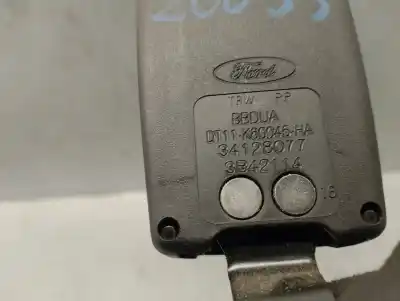 Ford
TRW PP
BBDUA
DT11-K60045-HA
34128077
3B42114
16